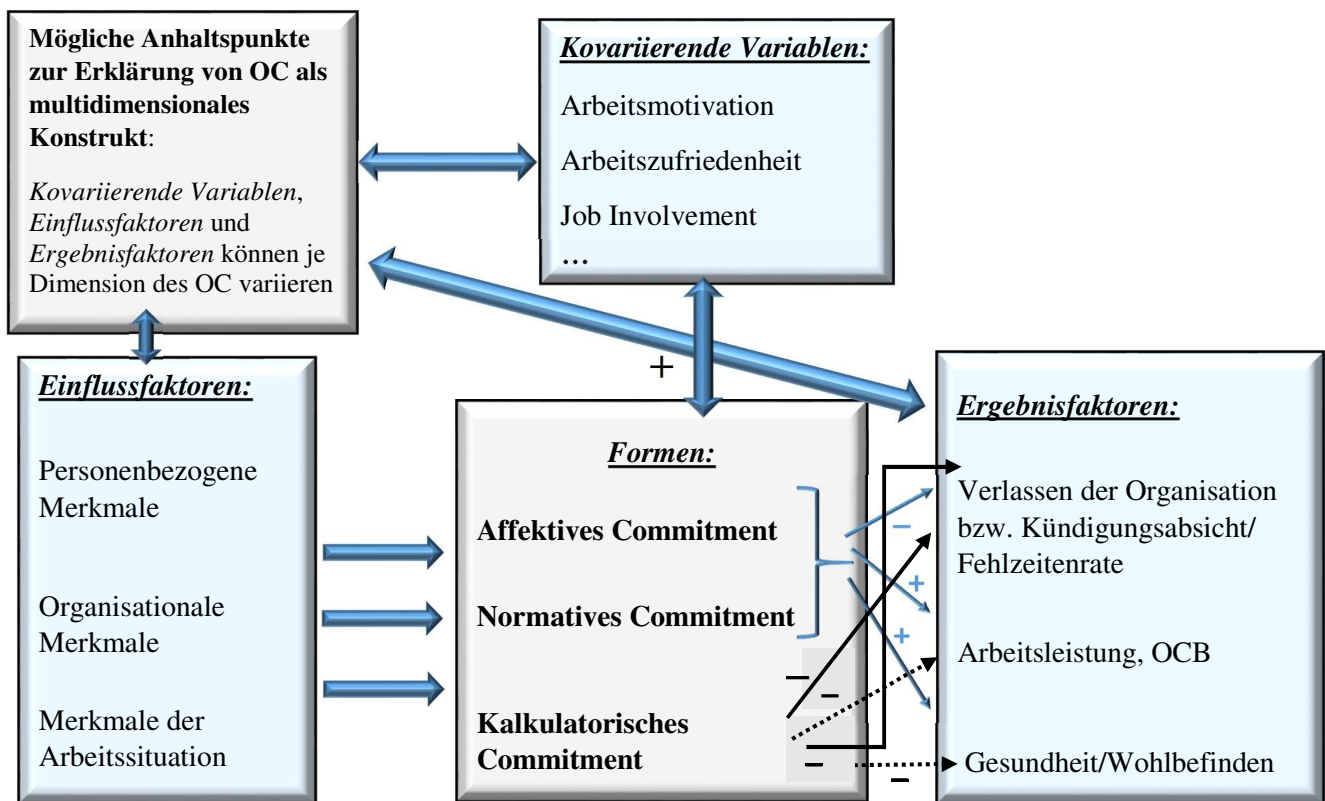 Mögliche Anhaltspunkte
zur Erklärung von OC als
multidimensionales
Konstrukt:
Kovariierende Variablen,
Einflussfaktoren und
Ergebnisfaktoren können je
Dimension des OC variieren
Kovariierende Variablen:
Arbeitsmotivation
Arbeitszufriedenheit
Job Involvement
…
+
Einflussfaktoren:
Personenbezogene
Merkmale
Organisationale
Merkmale
Merkmale der
Arbeitssituation
Formen:
Affektives Commitment
Normatives Commitment
Kalkulatorisches
Commitment
–
+
+
–
–
–
–
Ergebnisfaktoren:
Verlassen der Organisation
bzw. Kündigungsabsicht/
Fehlzeitenrate
Arbeitsleistung, OCB
Gesundheit/Wohlbefinden